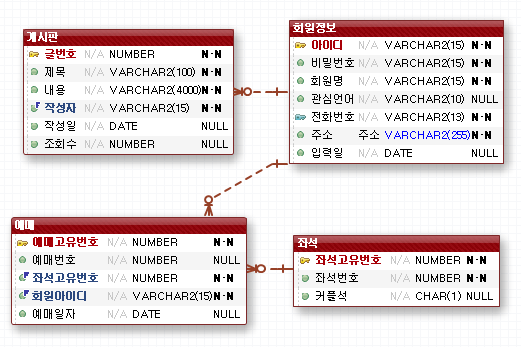 게시판
글번호 N/A NUMBER N-N
제목 N/A VARCHAR2(100) N-N
내용 N/A VARCHAR2(4000) N-N
작성자 N/A VARCHAR2(15) N-N
작성일 N/A DATE NULL
조회수 N/A NUMBER NULL
회원정보
아이디 N/A VARCHAR2(15) N-N
비밀번호 N/A VARCHAR2(15) N-N
회원명 N/A VARCHAR2(15) N-N
관심언어 N/A VARCHAR2(10) NULL
전화번호 N/A VARCHAR2(13) N-N
주소 주소 VARCHAR2(255) N-N
입력일 N/A DATE NULL
예매
예매고유번호 N/A NUMBER N-N
예매번호 N/A NUMBER NULL
좌석고유번호 N/A NUMBER N-N
회원아이디 N/A VARCHAR2(15) N-N
예매일자 N/A DATE NULL
좌석
좌석고유번호 N/A NUMBER N-N
좌석번호 N/A NUMBER N-N
커플석 N/A CHAR(1) NULL